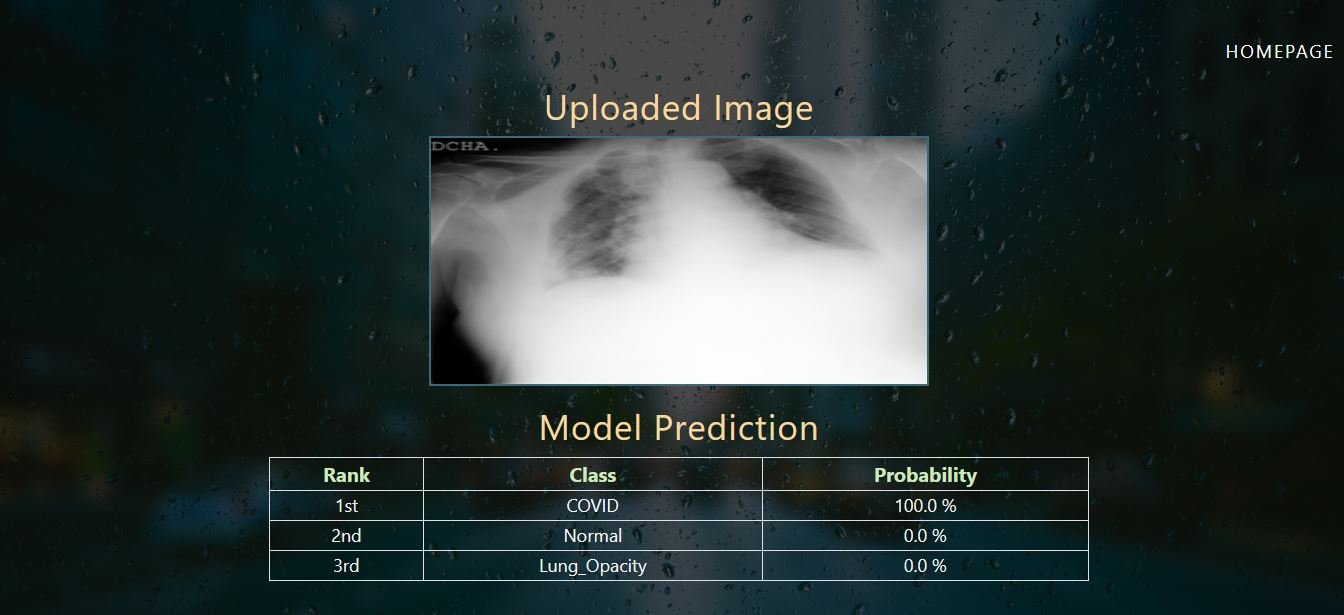 HOMEPAGE
Uploaded Image
DCHA.
Model Prediction
Rank Class Probability
1st COVID 100.0 %
2nd Normal 0.0 %
3rd Lung_Opacity 0.0 %